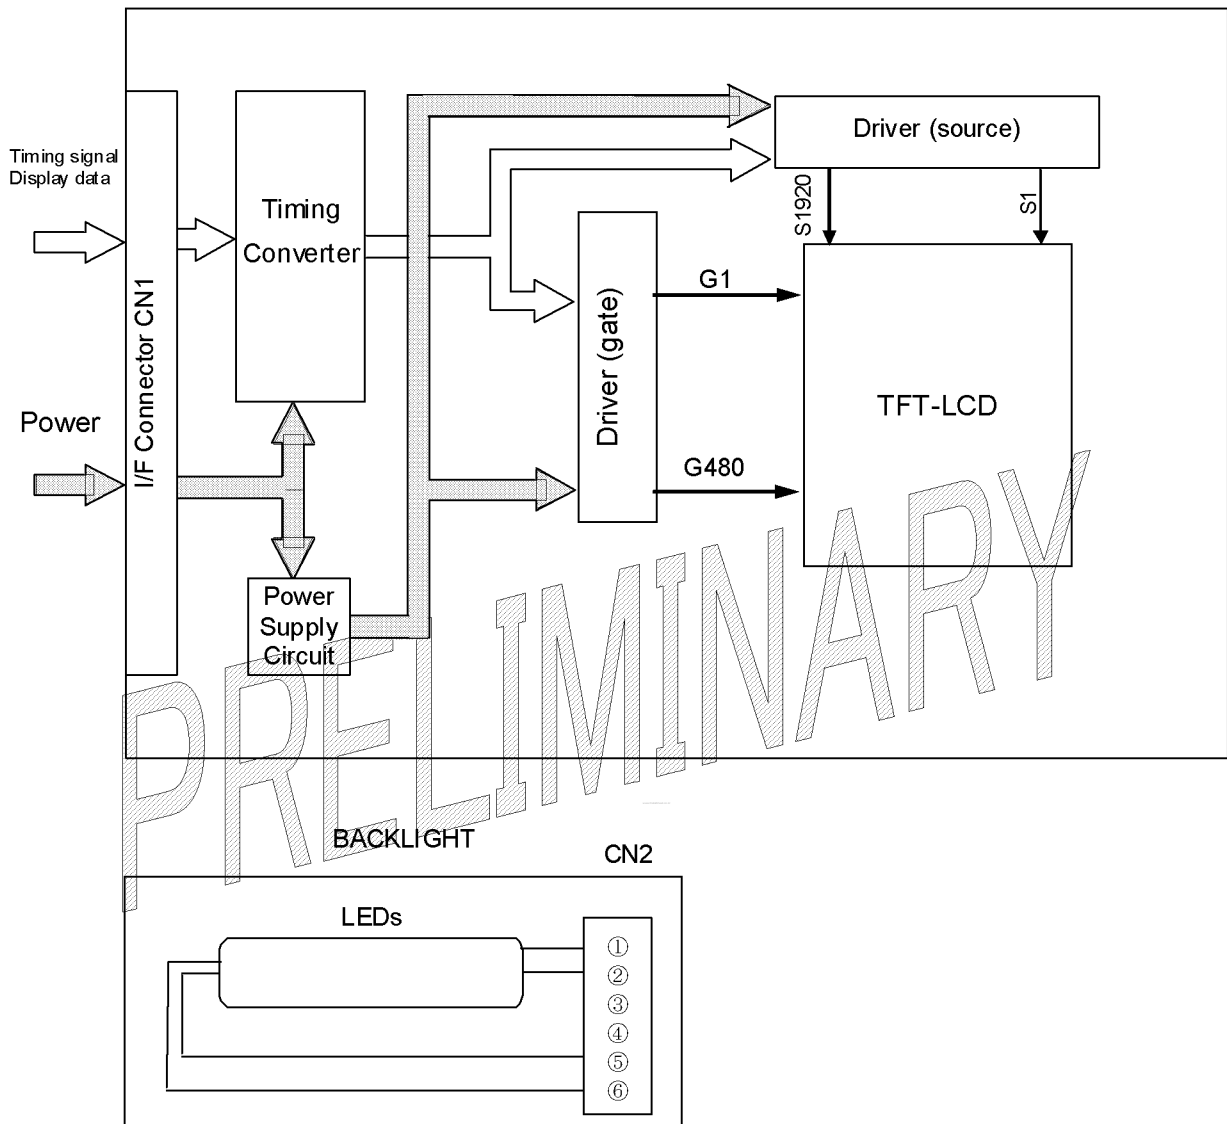 Driver (source)
Timing signal
Display data
Timing
Converter
S1920
S1
I/F Connector CN1
G1
Driver (gate)
TFT-LCD
Power
G480
Power
Supply
Circuit
PRELIMINARY
BACKLIGHT
CN2
LEDs
①
②
③
④
⑤
⑥